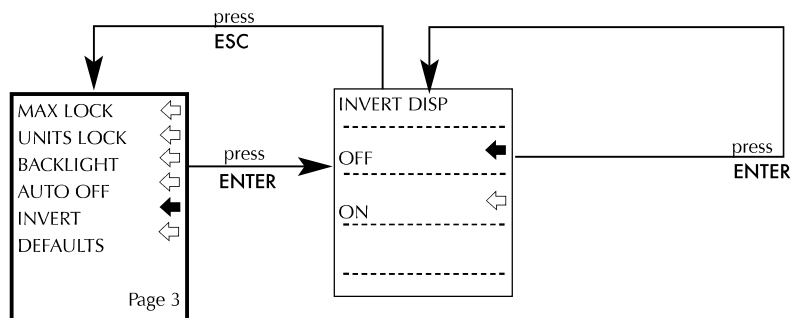 press
ESC
MAX LOCK
UNITS LOCK
BACKLIGHT
AUTO OFF
INVERT
DEFAULTS
Page 3
press
ENTER
INVERT DISP
OFF
ON
press
ENTER